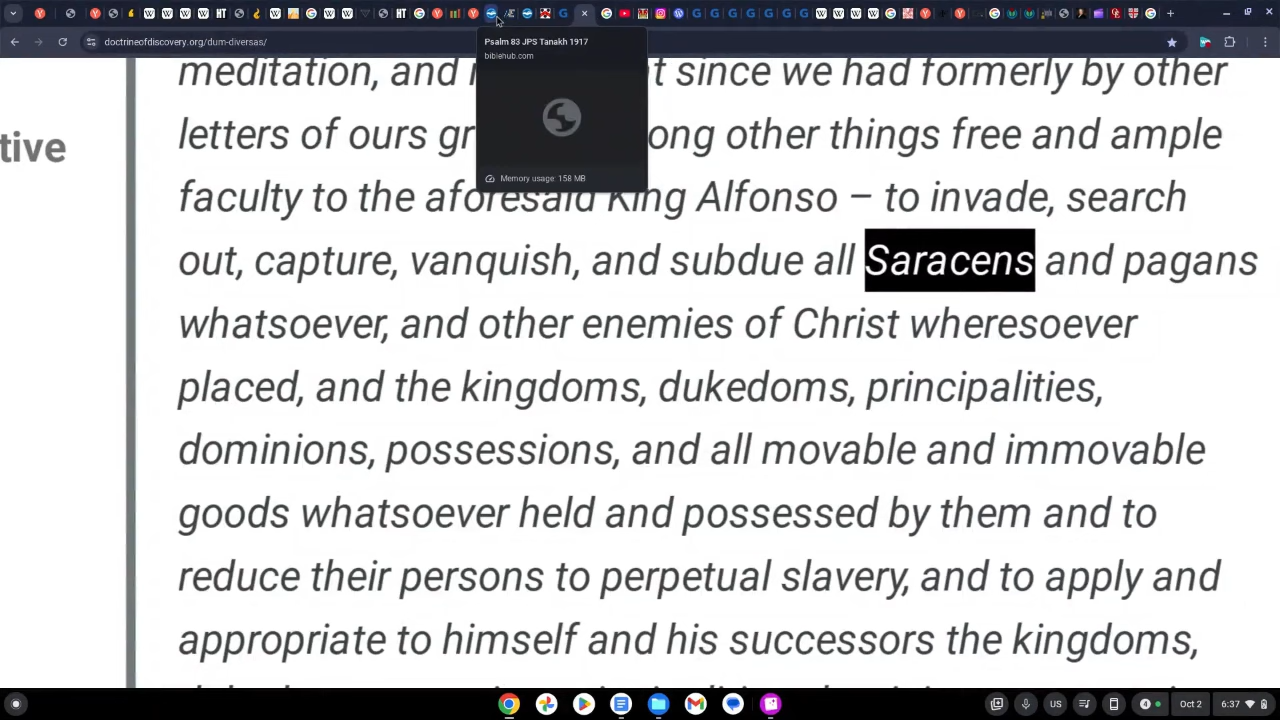 doctrineofdiscovery.org/dum-diversas/
Psalm 83 JPS Tanakh 1917
biblehub.com
Memory usage: 158 MB
tive
meditation, and t since we had formerly by other
letters of ours gr ong other things free and ample
faculty to the aforesaid King Alfonso – to invade, search
out, capture, vanquish, and subdue all Saracens and pagans
whatsoever, and other enemies of Christ wheresoever
placed, and the kingdoms, dukedoms, principalities,
dominions, possessions, and all movable and immovable
goods whatsoever held and possessed by them and to
reduce their persons to perpetual slavery, and to apply and
appropriate to himself and his successors the kingdoms,
US
4
Oct 2
6:37